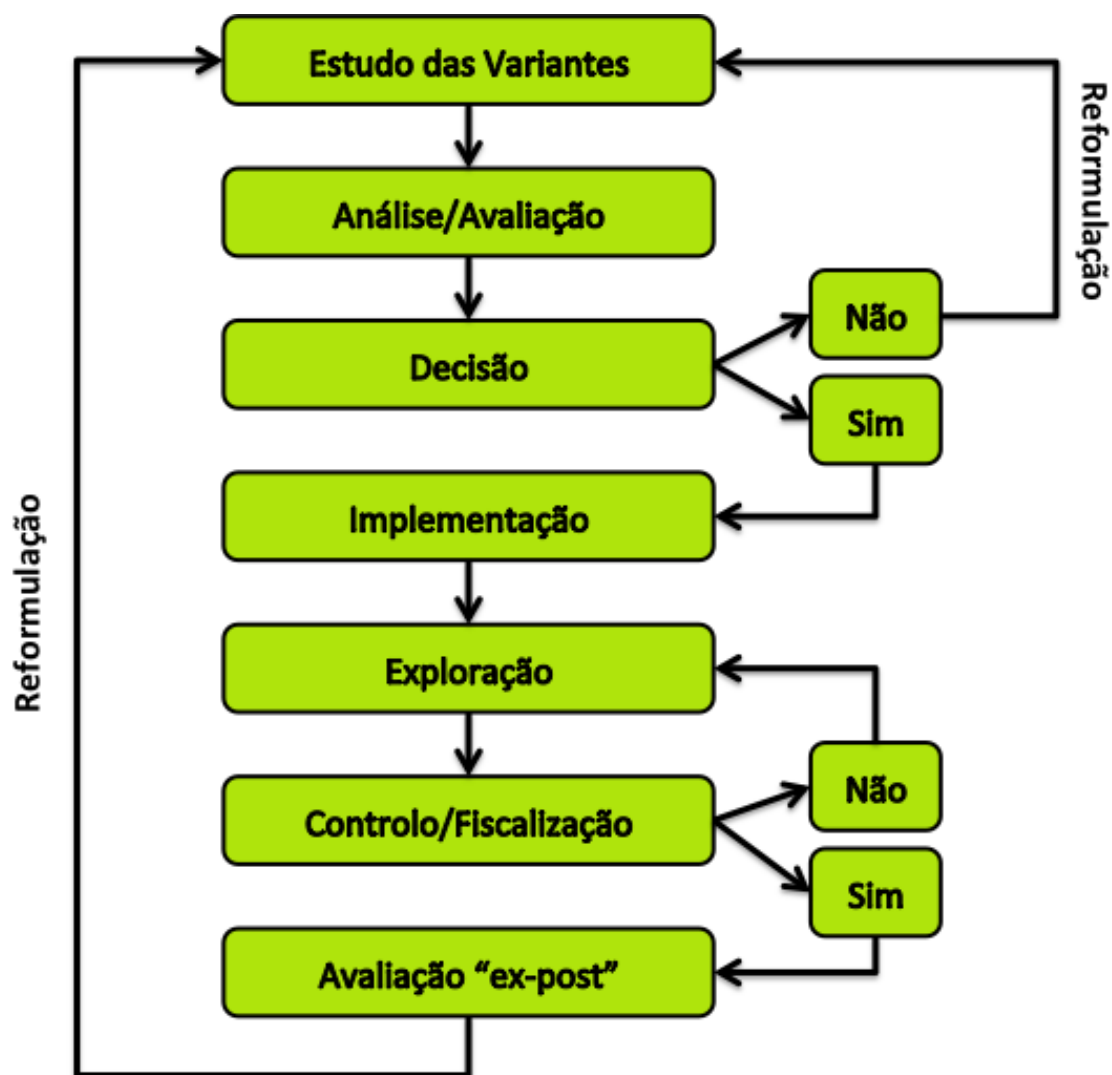 Estudo das Variantes
Reformulação
Análise/Avaliação
Não
Decisão
Sim
Reformulação
Implementação
Exploração
Não
Controlo/Fiscalização
Sim
Avaliação “ex-post”